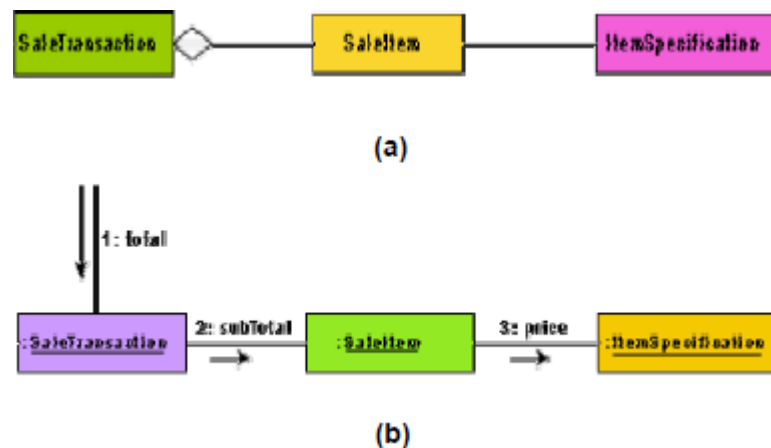 SaleTransaction
SaleItem
ItemSpecification
(a)
1: total
:SaleTransaction
2: subTotal
:SaleItem
3: price
:ItemSpecification
(b)